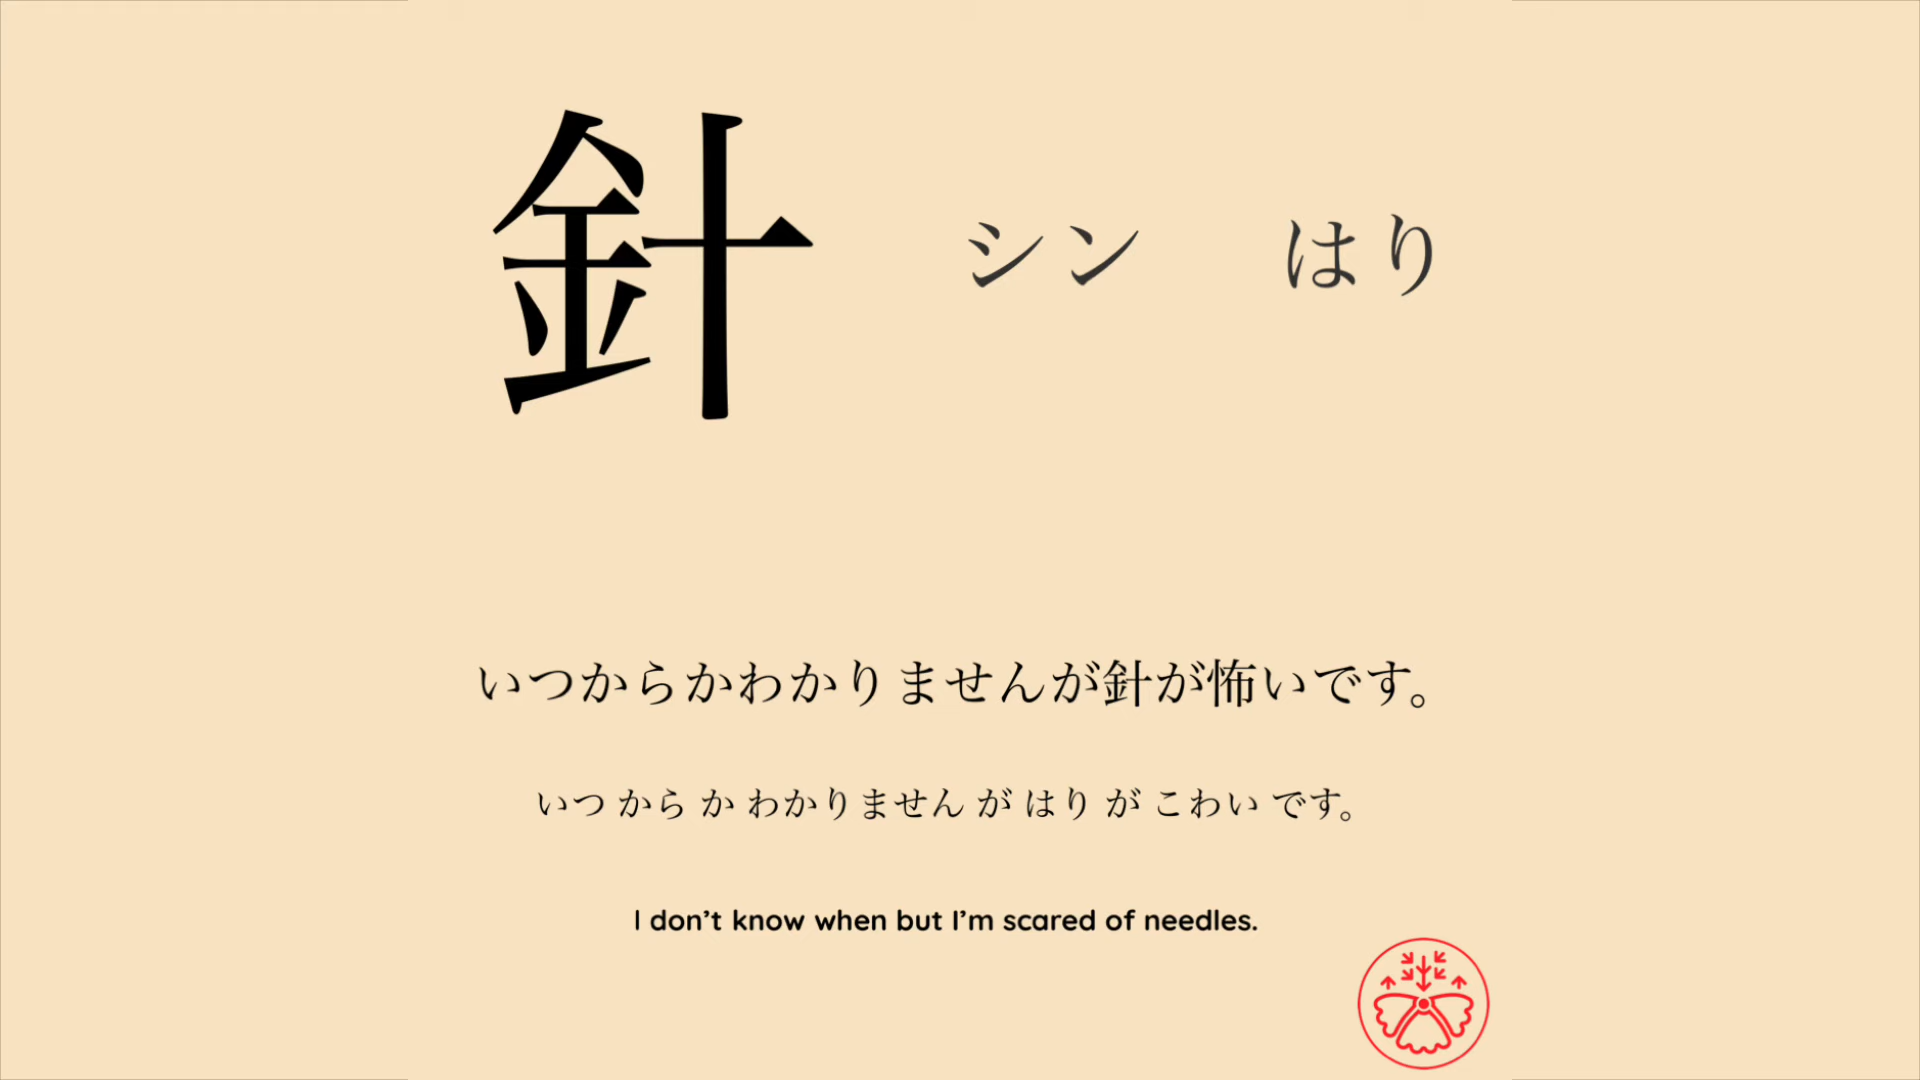 針 シン はり
いつからかわかりませんが針が怖いです。
いつ から か わかりません が はり が こわい です。
I don’t know when but I’m scared of needles.